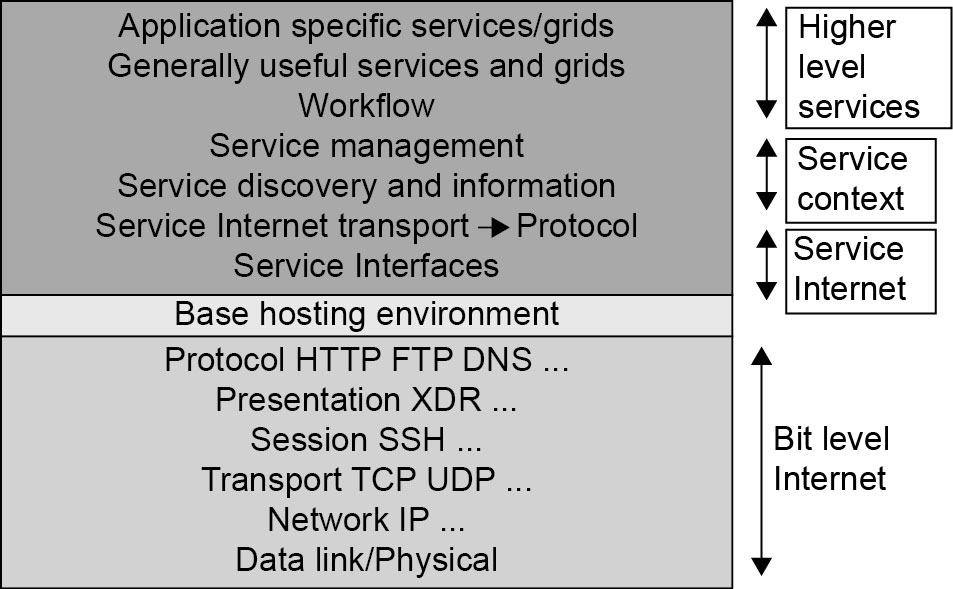 Application specific services/grids
Generally useful services and grids
Workflow
Service management
Service discovery and information
Service Internet transport → Protocol
Service Interfaces
Base hosting environment
Protocol HTTP FTP DNS ...
Presentation XDR ...
Session SSH ...
Transport TCP UDP ...
Network IP ...
Data link/Physical
Higher
level
services
Service
context
Service
Internet
Bit level
Internet